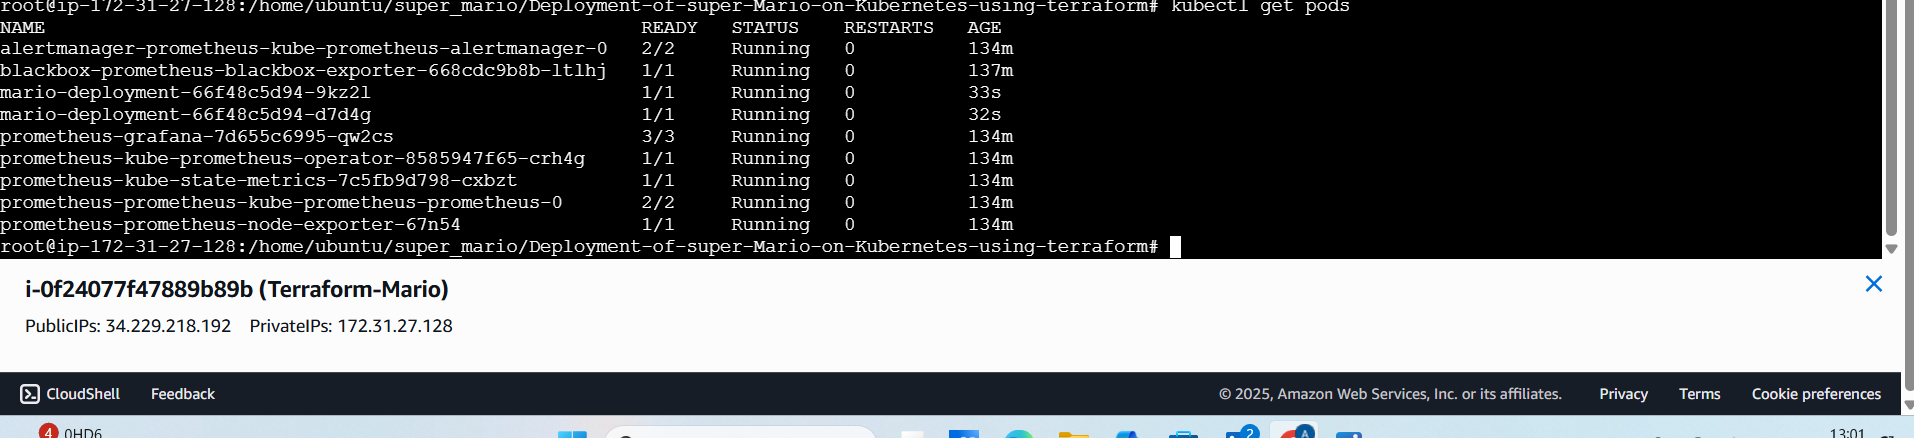 root@ip-172-31-27-128:/home/ubuntu/super_mario/Deployment-of-super-Mario-on-Kubernetes-using-terraform# kubectl get pods
NAME READY STATUS RESTARTS AGE
alertmanager-prometheus-kube-prometheus-alertmanager-0 2/2 Running 0 134m
blackbox-prometheus-blackbox-exporter-668cdc9b8b-ltlhj 1/1 Running 0 137m
mario-deployment-66f48c5d94-9kz2l 1/1 Running 0 33s
mario-deployment-66f48c5d94-d7d4g 1/1 Running 0 32s
prometheus-grafana-7d655c6995-qw2cs 3/3 Running 0 134m
prometheus-kube-prometheus-operator-8585947f65-crh4g 1/1 Running 0 134m
prometheus-kube-state-metrics-7c5fb9d798-cxbzt 1/1 Running 0 134m
prometheus-prometheus-kube-prometheus-prometheus-0 2/2 Running 0 134m
prometheus-prometheus-node-exporter-67n54 1/1 Running 0 134m
root@ip-172-31-27-128:/home/ubuntu/super_mario/Deployment-of-super-Mario-on-Kubernetes-using-terraform#
i-0f24077f47889b89b (Terraform-Mario)
PublicIPs: 34.229.218.192 PrivateIPs: 172.31.27.128
CloudShell Feedback © 2025, Amazon Web Services, Inc. or its affiliates. Privacy Terms Cookie preferences
4 0HD6 2 13:01